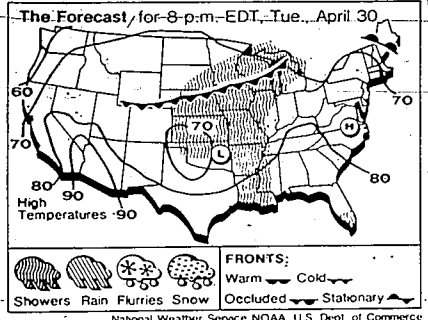 The Forecast/for 8 p.m. EDT, Tue., April 30
60
70
70
70
H
L
80
80
90
High
Temperatures
90
FRONTS:
Warm Cold
Showers Rain Flurries Snow
Occluded Stationary
National Weather Service NOAA U.S. Dept. of Commerce